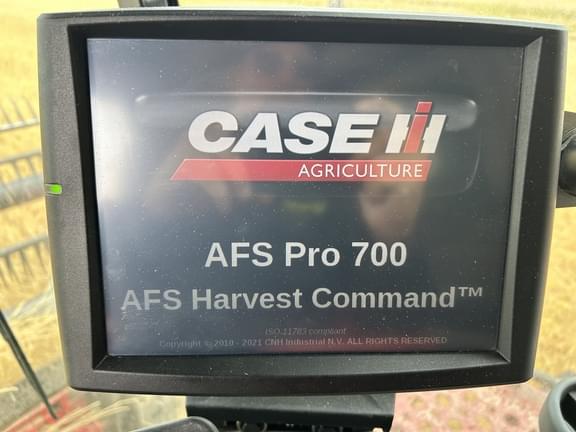 CASE IH
AGRICULTURE
AFS Pro 700
AFS Harvest Command™
ISO 11783 compliant
Copyright © 2010 - 2021 CNH Industrial N.V. ALL RIGHTS RESERVED